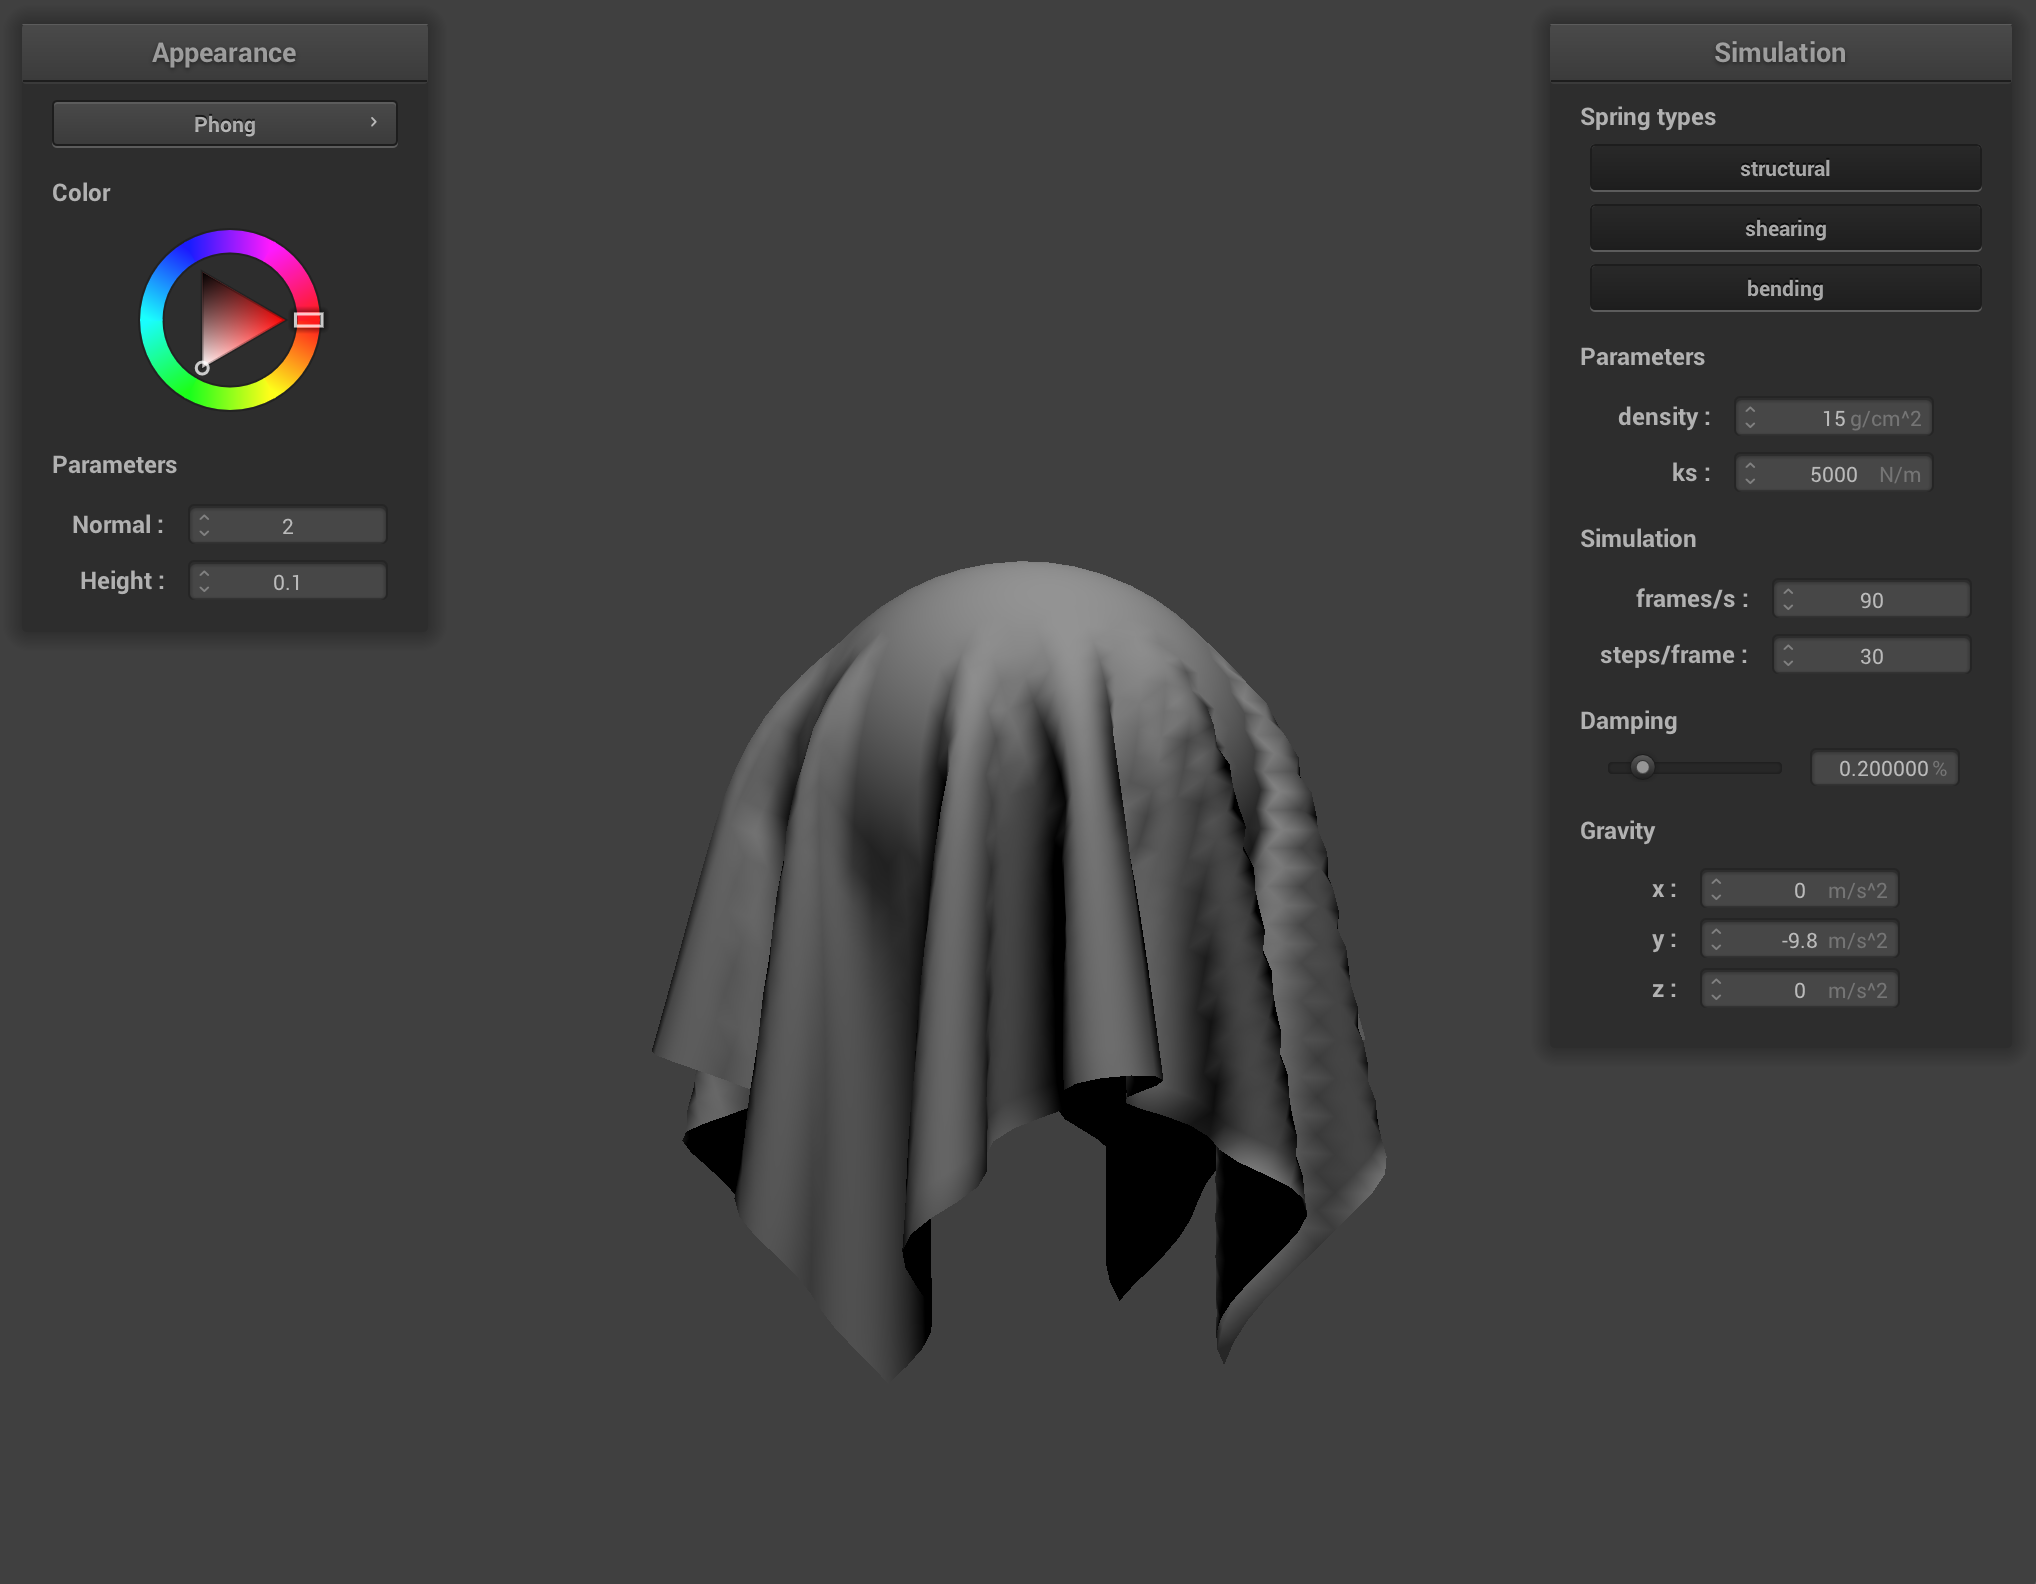 Appearance
Phong
Color
Parameters
Normal : 2
Height : 0.1
Simulation
Spring types
structural
shearing
bending
Parameters
density : 15 g/cm^2
ks : 5000 N/m
Simulation
frames/s : 90
steps/frame : 30
Damping
0.200000 %
Gravity
x : 0 m/s^2
y : -9.8 m/s^2
z : 0 m/s^2